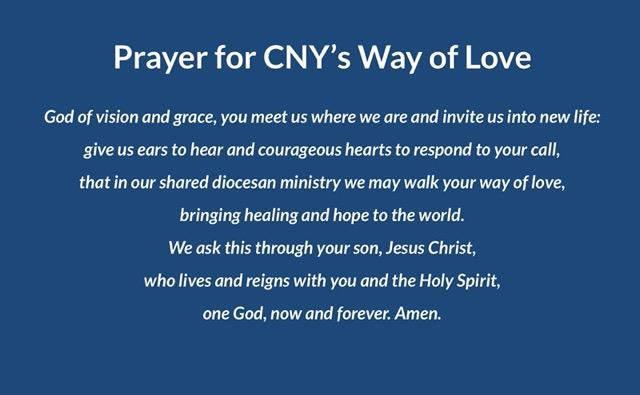 Prayer for CNY’s Way of Love
God of vision and grace, you meet us where we are and invite us into new life:
give us ears to hear and courageous hearts to respond to your call,
that in our shared diocesan ministry we may walk your way of love,
bringing healing and hope to the world.
We ask this through your son, Jesus Christ,
who lives and reigns with you and the Holy Spirit,
one God, now and forever. Amen.